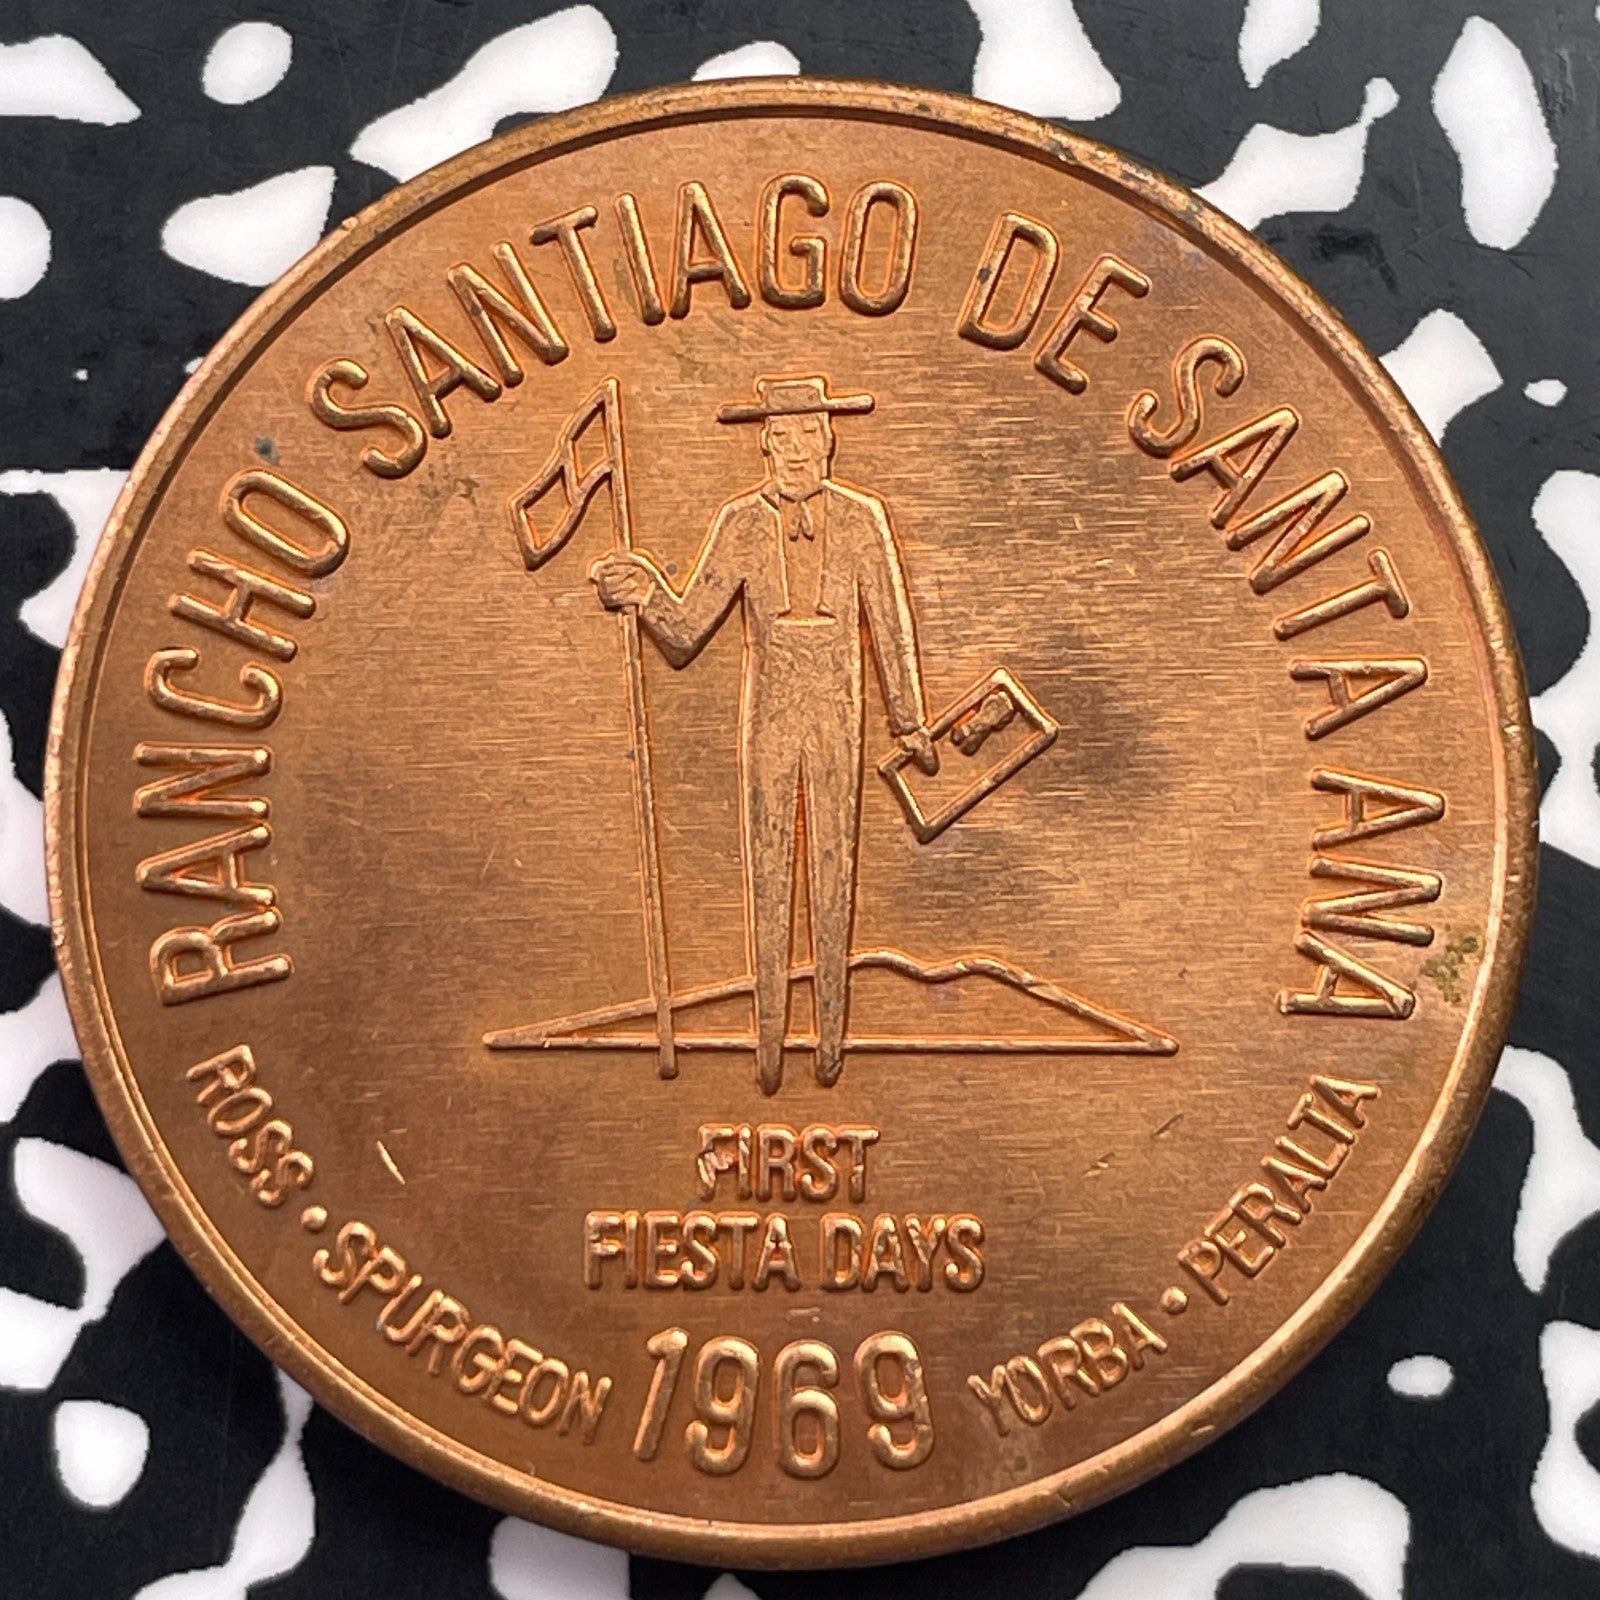 RANCHO SANTIAGO DE SANTA ANA
FIRST
FIESTA DAYS
1969
ROSS · SPURGEON
YORBA · PERALTA